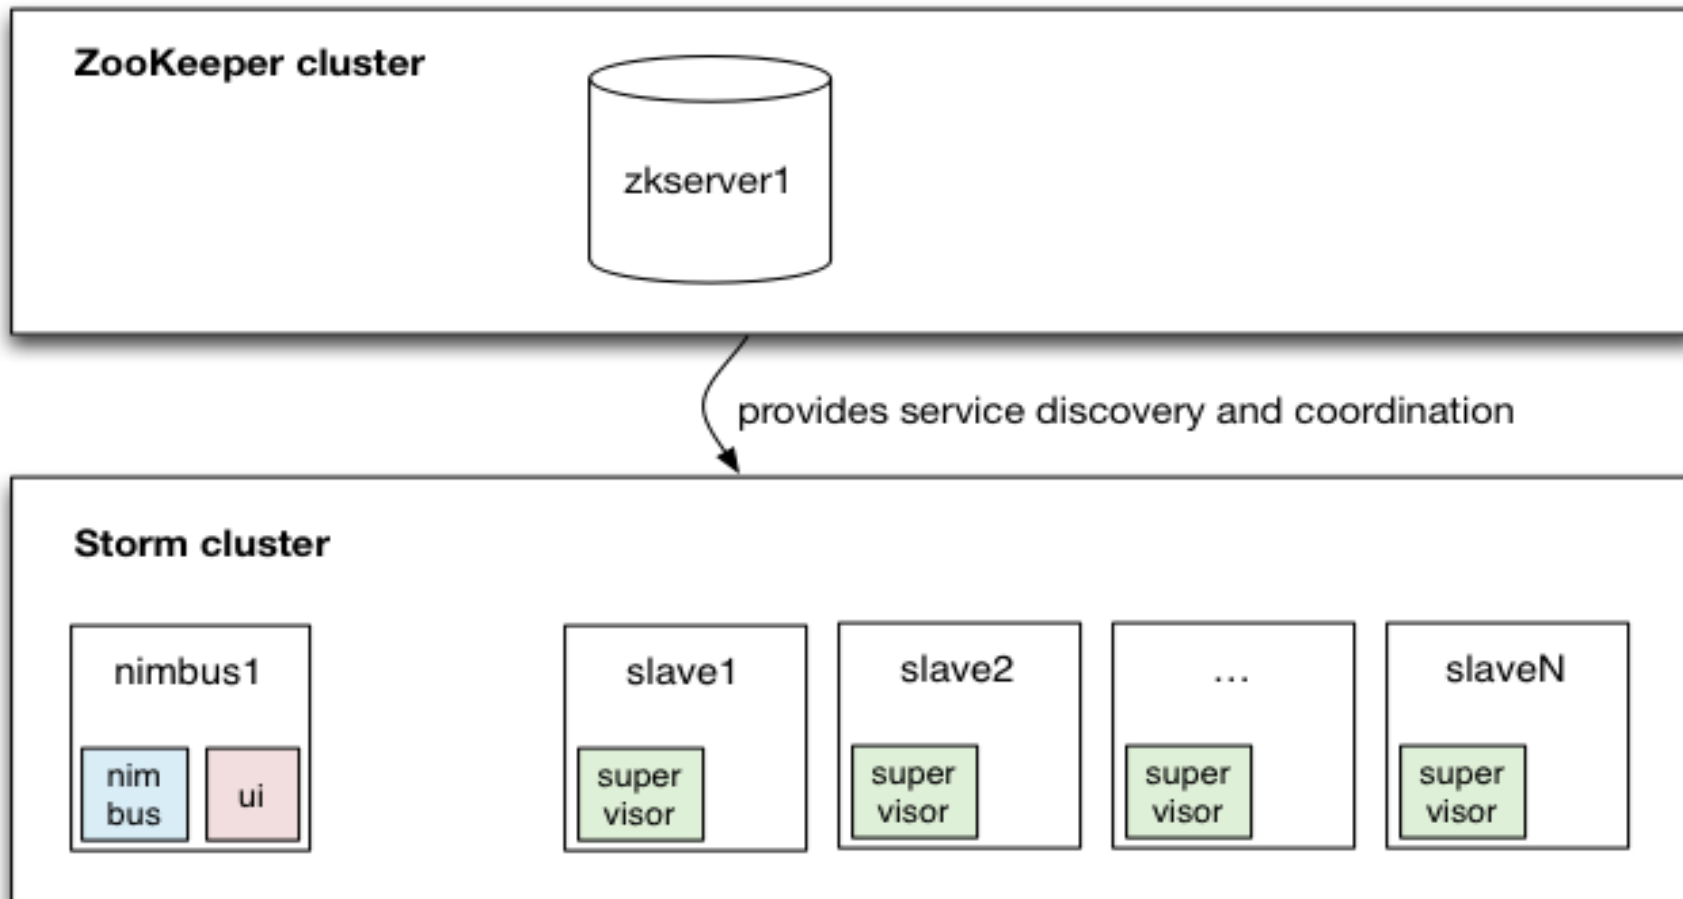 ZooKeeper cluster
zkserver1
provides service discovery and coordination
Storm cluster
nimbus1
nim
bus
ui
slave1
super
visor
slave2
super
visor
...
super
visor
slaveN
super
visor